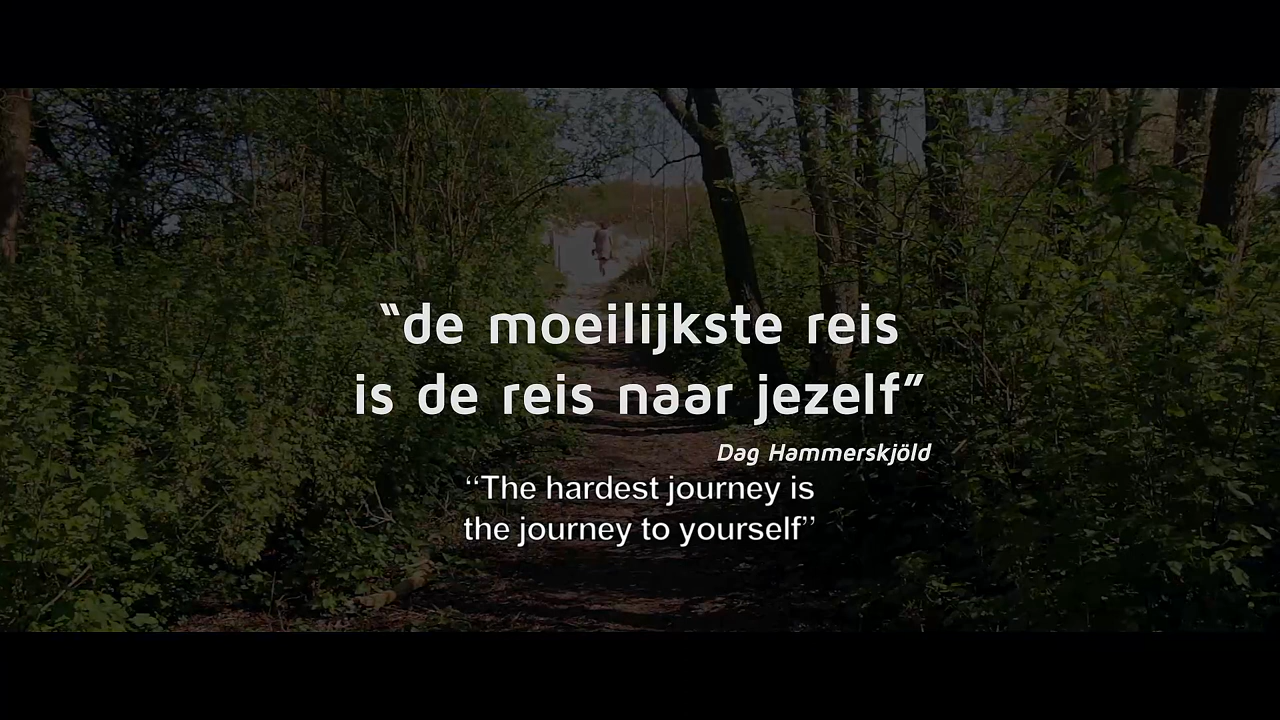 “de moeilijkste reis
is de reis naar jezelf”
Dag Hammerskjöld
“The hardest journey is
the journey to yourself”